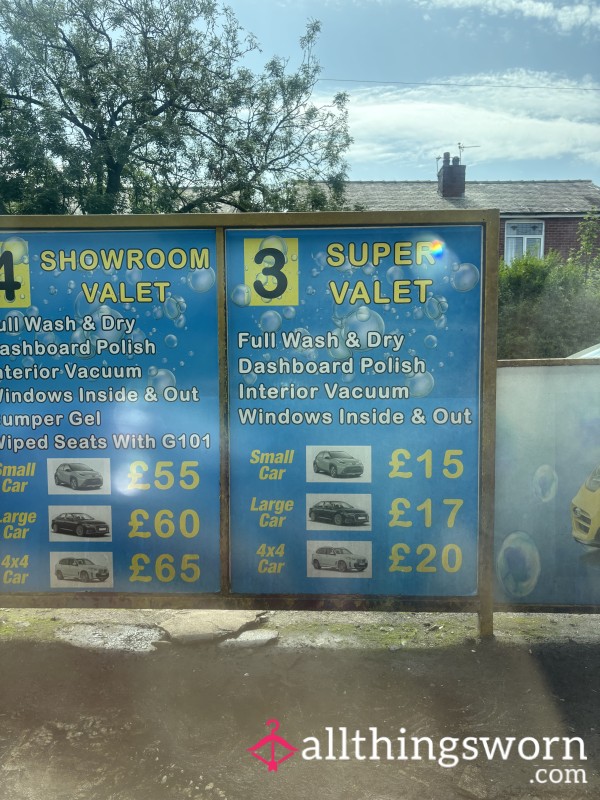 4 SHOWROOM
VALET
ull Wash & Dry
ashboard Polish
nterior Vacuum
indows Inside & Out
umper Gel
iped Seats With G101
Small
Car
£55
Large
Car
£60
4x4
Car
£65
3 SUPER
VALET
Full Wash & Dry
Dashboard Polish
Interior Vacuum
Windows Inside & Out
Small
Car
£15
Large
Car
£17
4x4
Car
£20
allthingsworn
.com